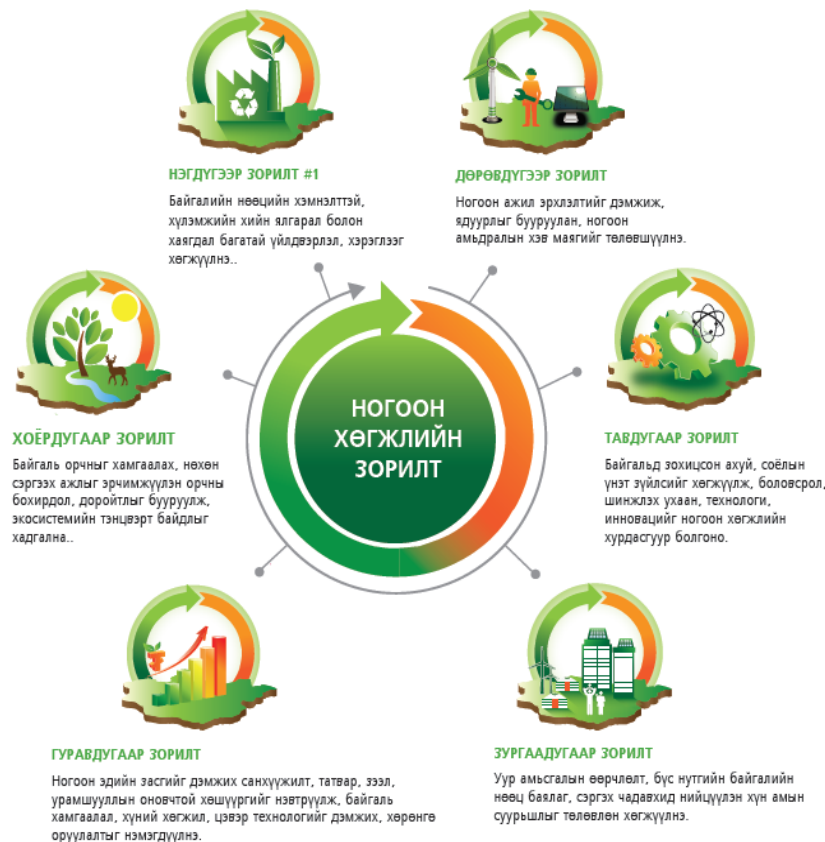 НЭГДҮГЭЭР ЗОРИЛТ #1
Байгалийн нөөцийн хэмнэлттэй,
хүлэмжийн хийн ялгарал болон
хаягдал багатай үйлдвэрлэл, хэрэглээг
хөгжүүлнэ..
ДӨРӨВДҮГЭЭР ЗОРИЛТ
Ногоон ажил эрхлэлтийг дэмжиж,
ядуурлыг бууруулан, ногоон
амьдралын хэв маягийг төлөвшүүлнэ.
ХОЁРДУГААР ЗОРИЛТ
Байгаль орчныг хамгаалах, нөхөн
сэргээх ажлыг эрчимжүүлэн орчны
бохирдол, доройтлыг бууруулж,
экосистемийн тэнцвэрт байдлыг
хадгална..
НОГООН
ХӨГЖЛИЙН
ЗОРИЛТ
ТАВДУГААР ЗОРИЛТ
Байгальд зохицсон ахуй, соёлын
үнэт зүйлсийг хөгжүүлж, боловсрол,
шинжлэх ухаан, технологи,
инновацийг ногоон хөгжлийн
хурдасгуур болгоно.
ГУРАВДУГААР ЗОРИЛТ
Ногоон эдийн засгийг дэмжих санхүүжилт, татвар, зээл,
урамшууллын оновчтой хөшүүргийг нэвтрүүлж, байгаль
хамгаалал, хүний хөгжил, цэвэр технологийг дэмжих, хөрөнгө
оруулалтыг нэмэгдүүлнэ.
ЗУРГААДУГААР ЗОРИЛТ
Уур амьсгалын өөрчлөлт, бүс нутгийн байгалийн
нөөц баялаг, сэргэх чадавхид нийцүүлэн хүн амын
суурьшлыг төлөвлөн хөгжүүлнэ.